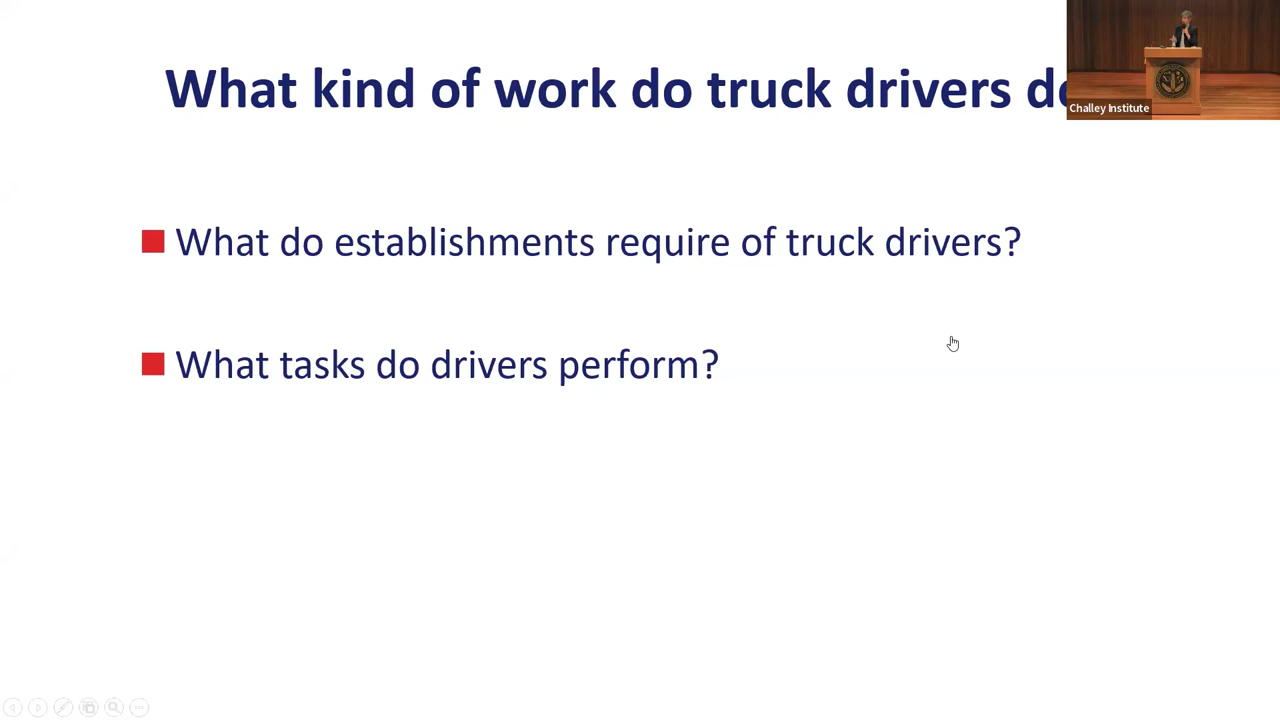 What kind of work do truck drivers do
Challey Institute
What do establishments require of truck drivers?
What tasks do drivers perform?